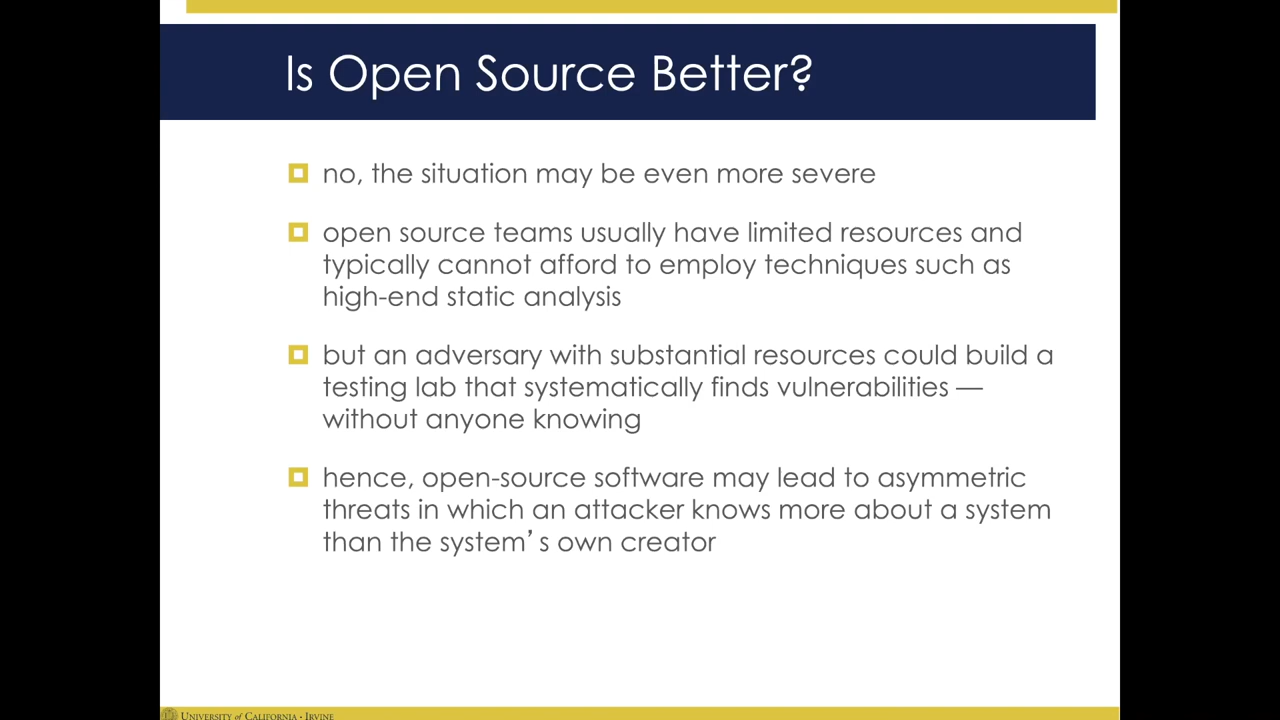 Is Open Source Better?
no, the situation may be even more severe
open source teams usually have limited resources and
typically cannot afford to employ techniques such as
high-end static analysis
but an adversary with substantial resources could build a
testing lab that systematically finds vulnerabilities —
without anyone knowing
hence, open-source software may lead to asymmetric
threats in which an attacker knows more about a system
than the system’s own creator
UNIVERSITY of CALIFORNIA • IRVINE